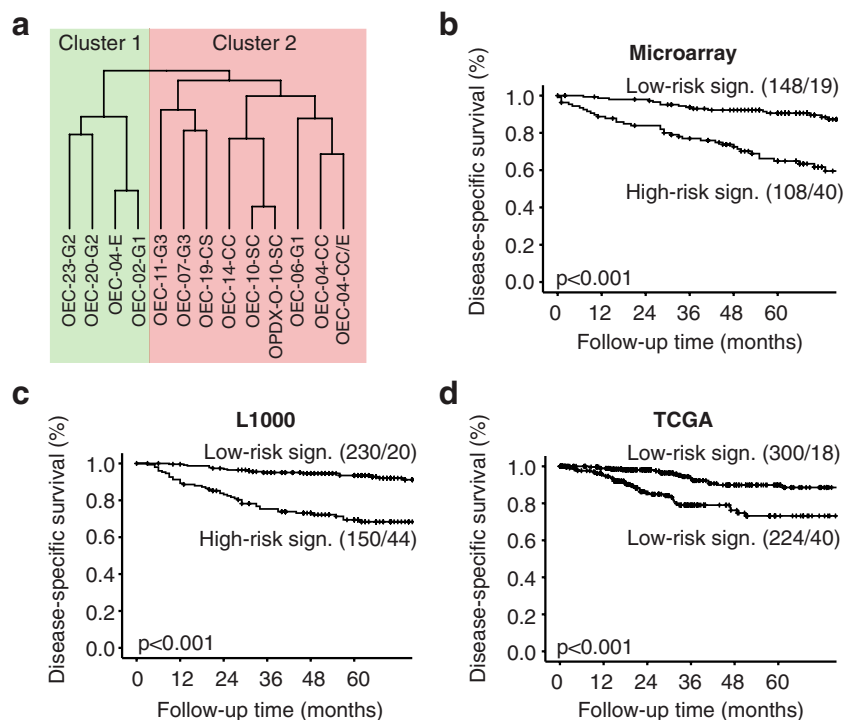 a
Cluster 1
Cluster 2
OEC-23-G2
OEC-20-G2
OEC-04-E
OEC-02-G1
OEC-11-G3
OEC-07-G3
OEC-19-CS
OEC-14-CC
OEC-10-SC
OPDX-O-10-SC
OEC-06-G1
OEC-04-CC
OEC-04-CC/E
b
Microarray
Disease-specific survival (%)
1.0
0.8
0.6
0.4
0.2
0.0
Low-risk sign. (148/19)
High-risk sign. (108/40)
p<0.001
0 12 24 36 48 60
Follow-up time (months)
c
L1000
Disease-specific survival (%)
1.0
0.8
0.6
0.4
0.2
0.0
Low-risk sign. (230/20)
High-risk sign. (150/44)
p<0.001
0 12 24 36 48 60
Follow-up time (months)
d
TCGA
Disease-specific survival (%)
1.0
0.8
0.6
0.4
0.2
0.0
Low-risk sign. (300/18)
Low-risk sign. (224/40)
p<0.001
0 12 24 36 48 60
Follow-up time (months)